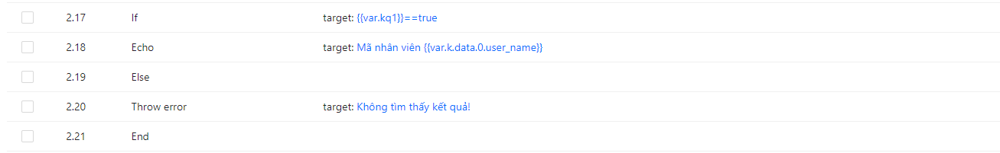 2.17 If target: {{var.kq1}}==true
2.18 Echo target: Mã nhân viên {{var.k.data.0.user_name}}
2.19 Else
2.20 Throw error target: Không tìm thấy kết quả!
2.21 End